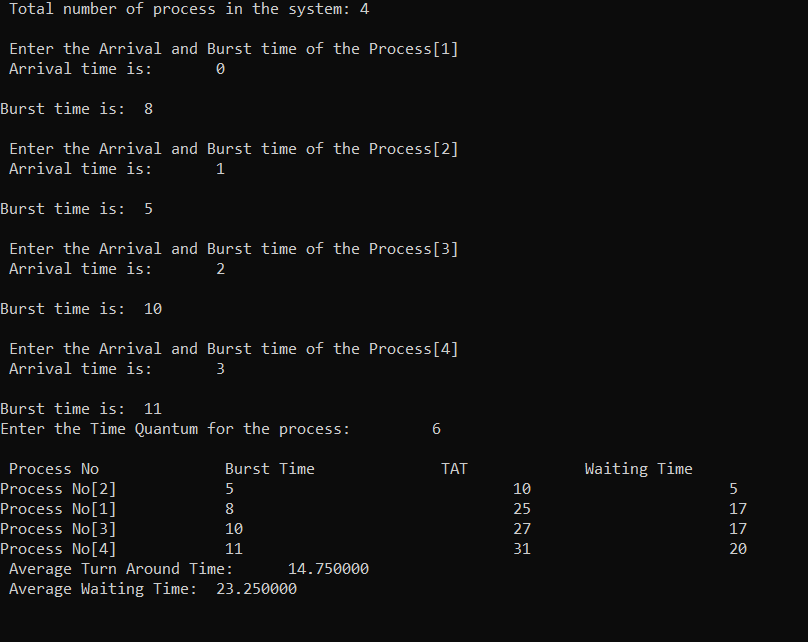 Total number of process in the system: 4
Enter the Arrival and Burst time of the Process[1]
Arrival time is: 0
Burst time is: 8
Enter the Arrival and Burst time of the Process[2]
Arrival time is: 1
Burst time is: 5
Enter the Arrival and Burst time of the Process[3]
Arrival time is: 2
Burst time is: 10
Enter the Arrival and Burst time of the Process[4]
Arrival time is: 3
Burst time is: 11
Enter the Time Quantum for the process: 6
Process No Burst Time TAT Waiting Time
Process No[2] 5 10 5
Process No[1] 8 25 17
Process No[3] 10 27 17
Process No[4] 11 31 20
Average Turn Around Time: 14.750000
Average Waiting Time: 23.250000